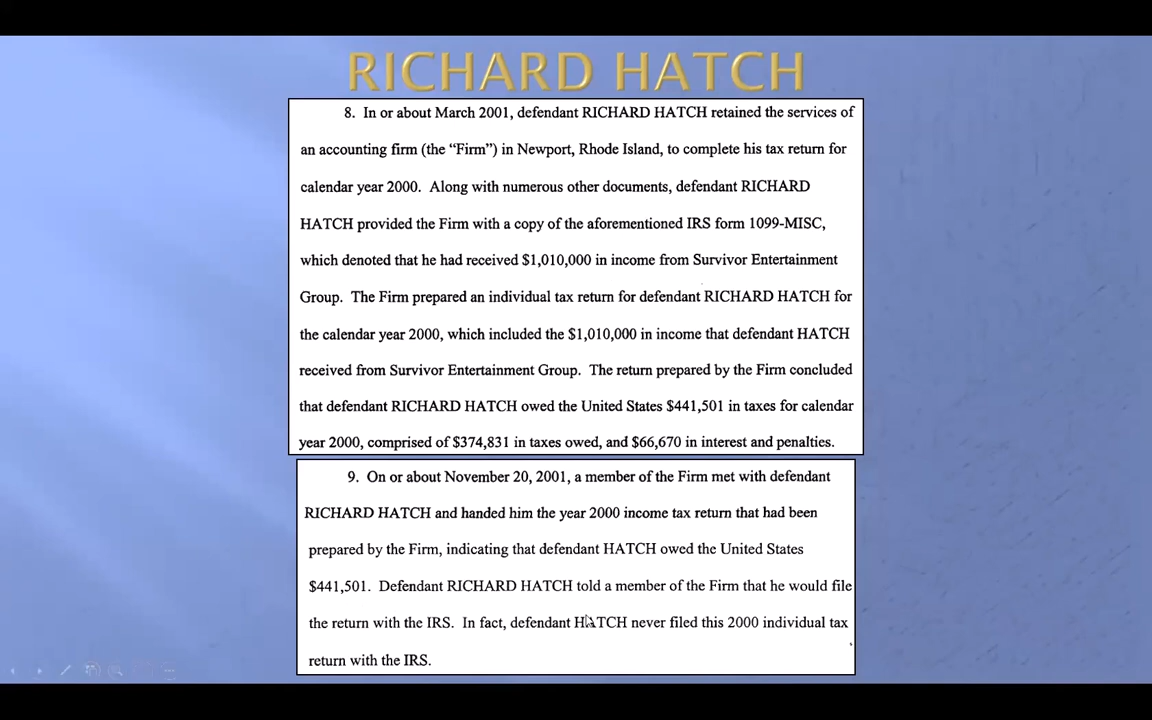 RICHARD HATCH
8. In or about March 2001, defendant RICHARD HATCH retained the services of
an accounting firm (the “Firm”) in Newport, Rhode Island, to complete his tax return for
calendar year 2000. Along with numerous other documents, defendant RICHARD
HATCH provided the Firm with a copy of the aforementioned IRS form 1099-MISC,
which denoted that he had received $1,010,000 in income from Survivor Entertainment
Group. The Firm prepared an individual tax return for defendant RICHARD HATCH for
the calendar year 2000, which included the $1,010,000 in income that defendant HATCH
received from Survivor Entertainment Group. The return prepared by the Firm concluded
that defendant RICHARD HATCH owed the United States $441,501 in taxes for calendar
year 2000, comprised of $374,831 in taxes owed, and $66,670 in interest and penalties.
9. On or about November 20, 2001, a member of the Firm met with defendant
RICHARD HATCH and handed him the year 2000 income tax return that had been
prepared by the Firm, indicating that defendant HATCH owed the United States
$441,501. Defendant RICHARD HATCH told a member of the Firm that he would file
the return with the IRS. In fact, defendant HATCH never filed this 2000 individual tax
return with the IRS.